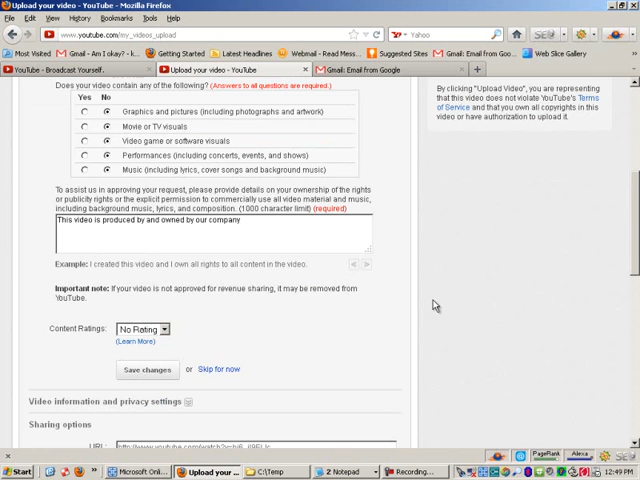 Upload your video - YouTube - Mozilla Firefox
File Edit View History Bookmarks Tools Help
www.youtube.com/my_videos_upload
Yahoo
Most Visited Gmail - Am I okay? - k... Getting Started Latest Headlines Webmail - Read Mem... Suggested Sites Gmail: Email from Goo... Web Slice Gallery
YouTube - Broadcast Yourself. Upload your video - YouTube Gmail: Email from Google
Does your video contain any of the following? (Answers to all questions are required.)
Yes No
Graphics and pictures (including photographs and artwork)
Movie or TV visuals
Video game or software visuals
Performances (including concerts, events, and shows)
Music (including lyrics, cover songs and background music)
To assist us in approving your request, please provide details on your ownership of the rights
or publicity rights or the explicit permission to commercially use all video material and music,
including background music, lyrics, and composition. (1000 character limit) (required)
This video is produced by and owned by our company
Example: I created this video and I own all rights to all content in the video.
Important note: If your video is not approved for revenue sharing, it may be removed from
YouTube.
Content Ratings: No Rating
(Learn More)
Save changes or Skip for now
Video information and privacy settings
Sharing options
URL:
By clicking "Upload Video", you are representing
that this video does not violate YouTube's Terms
of Service and that you own all copyrights in this
video or have authorization to upload it.
PageRank Alexa
Start Microsoft Onl... Upload your ... C:\Temp 2 Notepad Recording... 12:49 PM